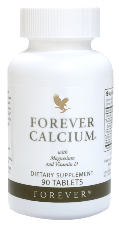 FOREVER
CALCIUM®
with
Magnesium
and Vitamin D
DIETARY SUPPLEMENT
90 TABLETS
FOREVER®